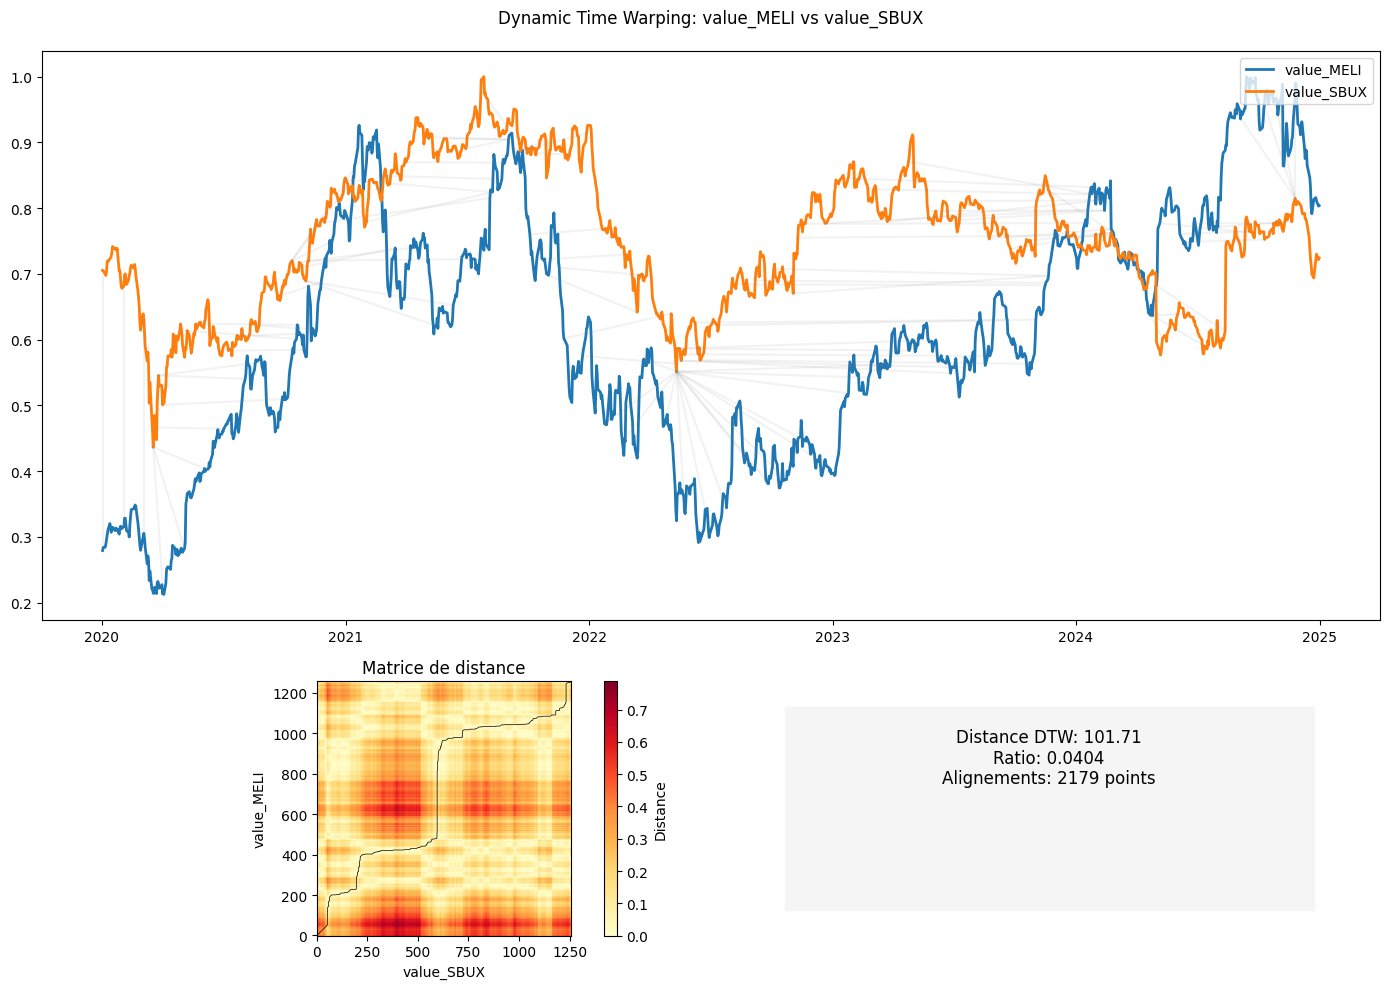 Dynamic Time Warping: value_MELI vs value_SBUX
1.0
0.9
0.8
0.7
0.6
0.5
0.4
0.3
0.2
value_MELI
value_SBUX
2020 2021 2022 2023 2024 2025
Matrice de distance
1200
1000
800
600
400
200
0
value_MELI
0 250 500 750 1000 1250
value_SBUX
0.7
0.6
0.5
0.4
0.3
0.2
0.1
0.0
Distance
Distance DTW: 101.71
Ratio: 0.0404
Alignements: 2179 points